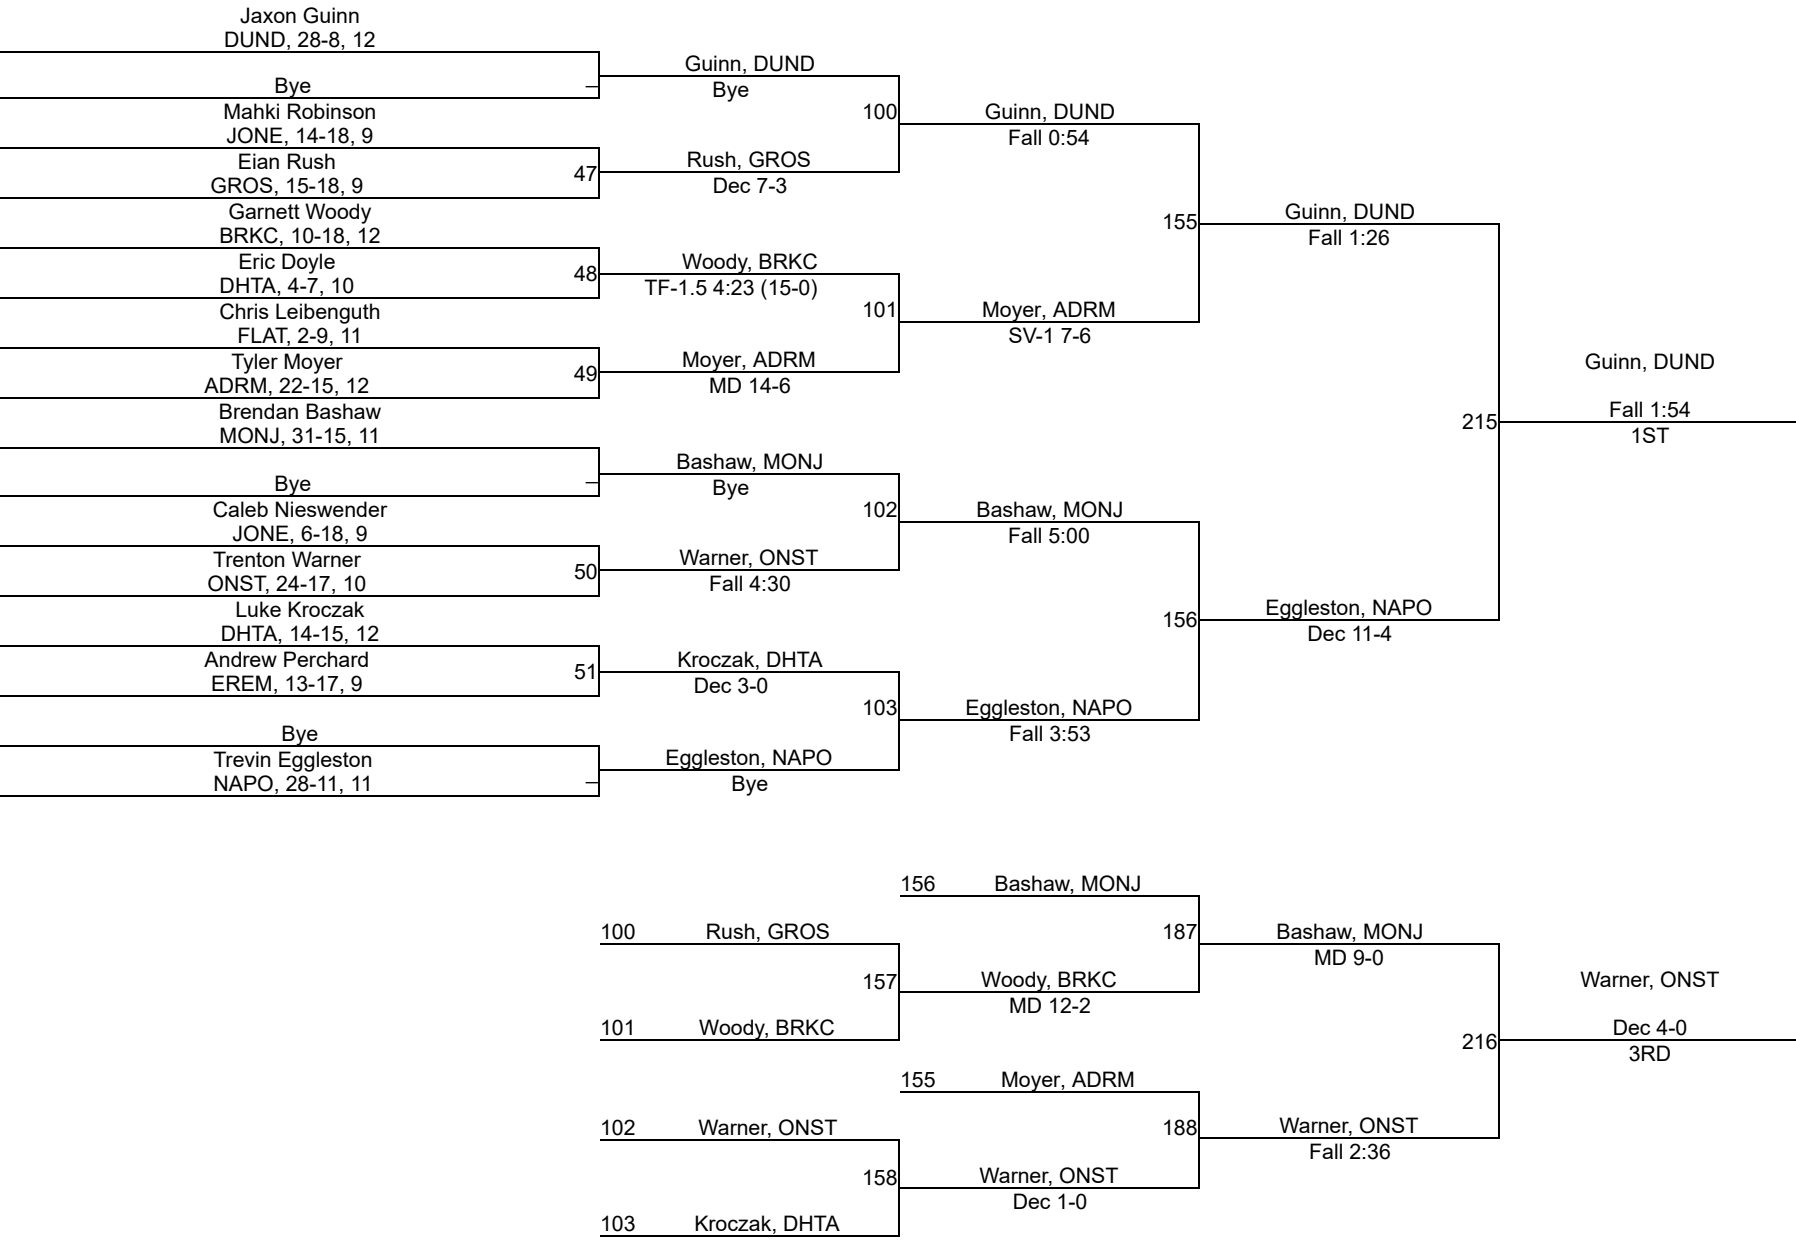 Jaxon Guinn
DUND, 28-8, 12
Bye
–
Mahki Robinson
JONE, 14-18, 9
Eian Rush
GROS, 15-18, 9
47
Garnett Woody
BRKC, 10-18, 12
Eric Doyle
DHTA, 4-7, 10
48
Chris Leibenguth
FLAT, 2-9, 11
Tyler Moyer
ADRM, 22-15, 12
49
Brendan Bashaw
MONJ, 31-15, 11
Bye
–
Caleb Nieswender
JONE, 6-18, 9
Trenton Warner
ONST, 24-17, 10
50
Luke Kroczak
DHTA, 14-15, 12
Andrew Perchard
EREM, 13-17, 9
51
Bye
Trevin Eggleston
NAPO, 28-11, 11
–
Guinn, DUND
Bye
100
Rush, GROS
Dec 7-3
Woody, BRKC
TF-1.5 4:23 (15-0)
101
Moyer, ADRM
MD 14-6
Bashaw, MONJ
Bye
102
Warner, ONST
Fall 4:30
Kroczak, DHTA
Dec 3-0
103
Eggleston, NAPO
Bye
Guinn, DUND
Fall 0:54
155
Moyer, ADRM
SV-1 7-6
Bashaw, MONJ
Fall 5:00
156
Eggleston, NAPO
Fall 3:53
Guinn, DUND
Fall 1:26
215
Eggleston, NAPO
Dec 11-4
Guinn, DUND
Fall 1:54
1ST
100 Rush, GROS
157
101 Woody, BRKC
102 Warner, ONST
158
103 Kroczak, DHTA
156 Bashaw, MONJ
187
Woody, BRKC
MD 12-2
155 Moyer, ADRM
188
Warner, ONST
Dec 1-0
Bashaw, MONJ
MD 9-0
216
Warner, ONST
Fall 2:36
Warner, ONST
Dec 4-0
3RD